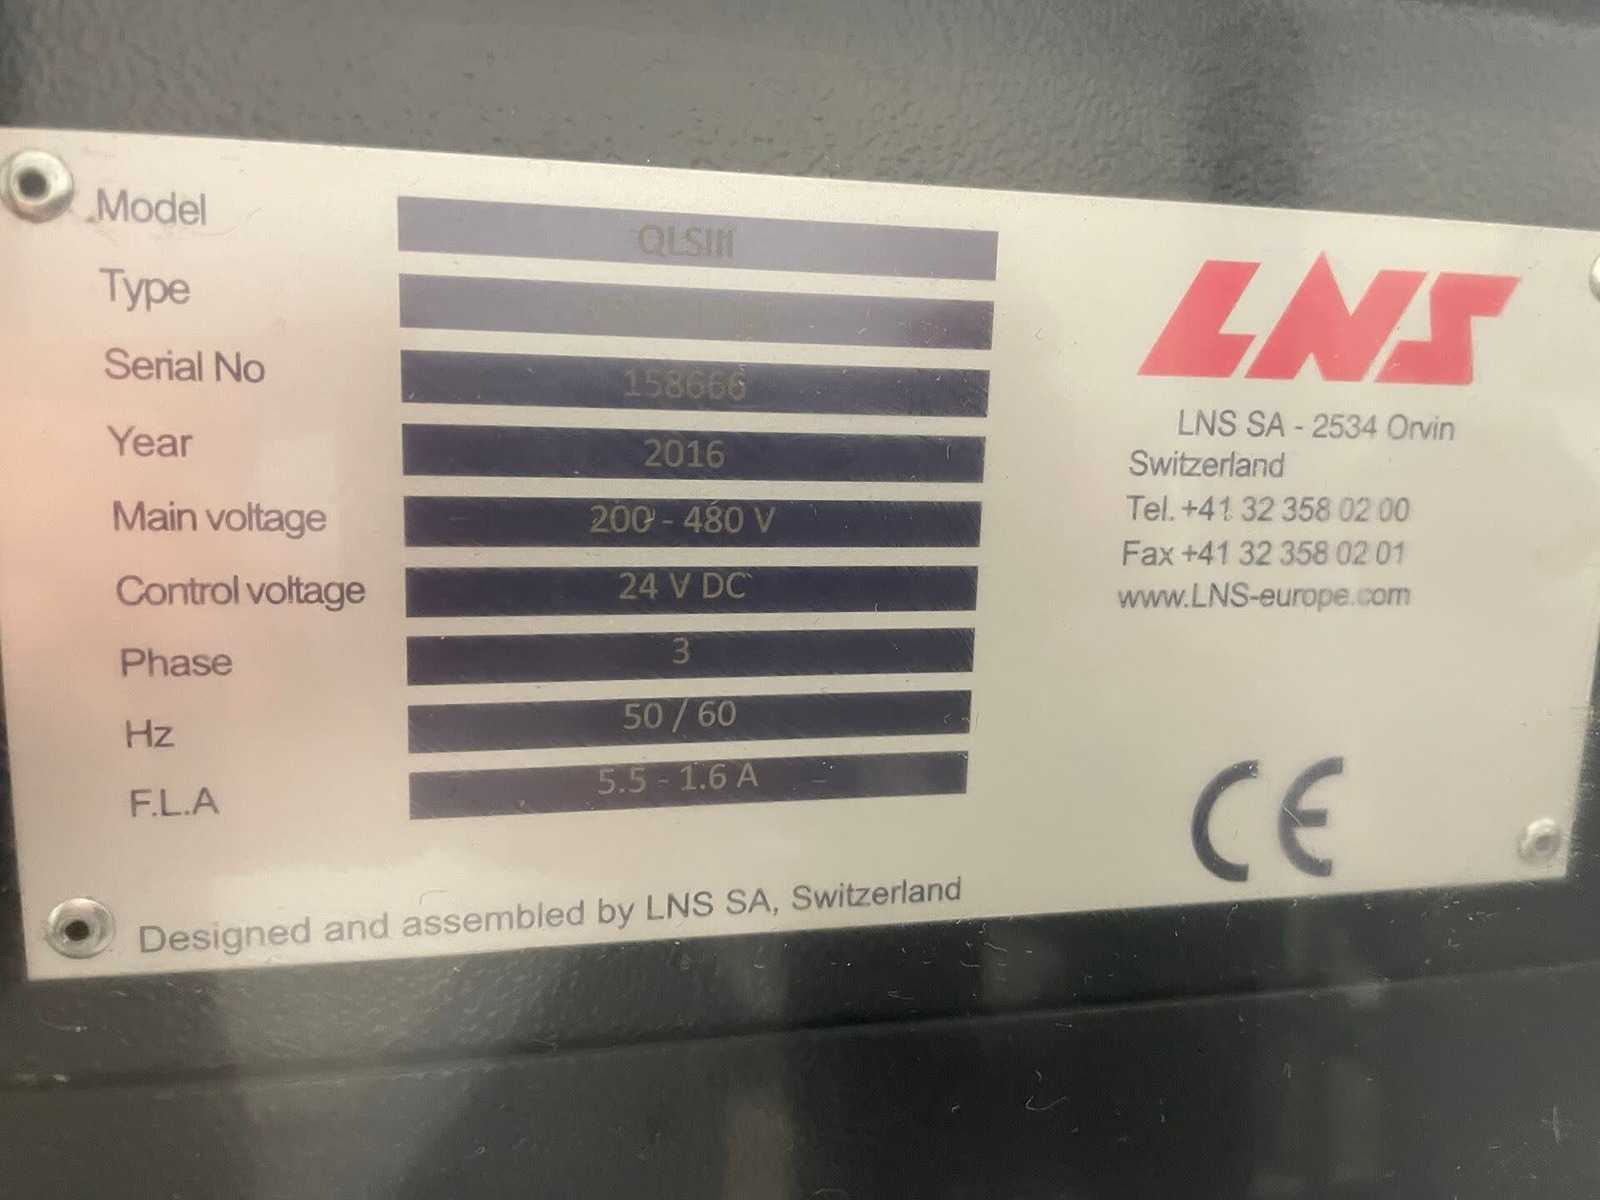 Model QLSIII
Type
Serial No 158666
Year 2016
Main voltage 200 - 480 V
Control voltage 24 V DC
Phase 3
Hz 50 / 60
F.L.A 5.5 - 1.6 A
Designed and assembled by LNS SA, Switzerland
LNS
LNS SA - 2534 Orvin
Switzerland
Tel. +41 32 358 02 00
Fax +41 32 358 02 01
www.LNS-europe.com
CE